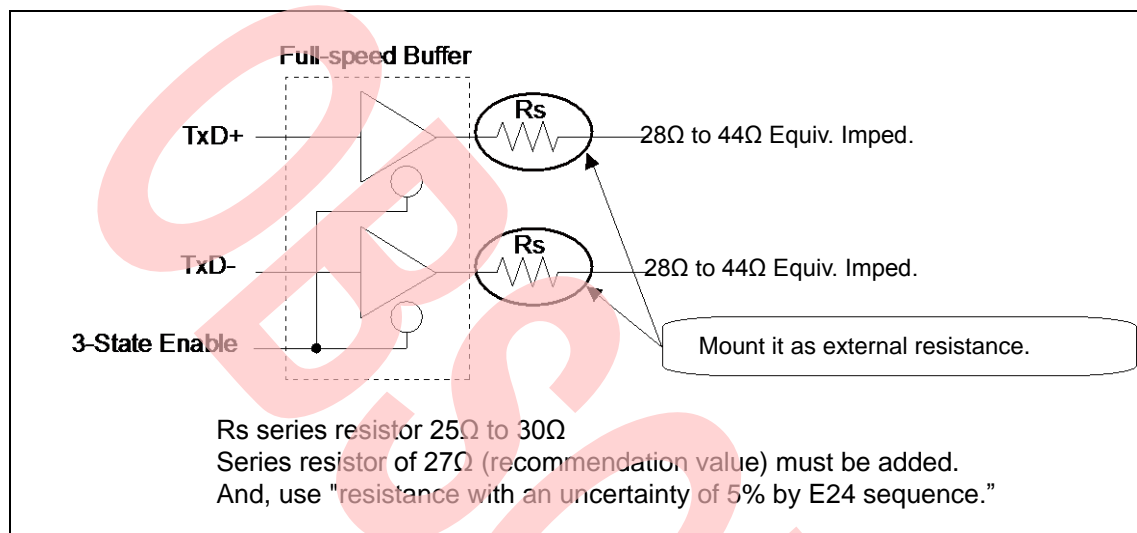 Full-speed Buffer
Rs
TxD+
28Ω to 44Ω Equiv. Imped.
Rs
TxD-
28Ω to 44Ω Equiv. Imped.
3-State Enable
Mount it as external resistance.
Rs series resistor 25Ω to 30Ω
Series resistor of 27Ω (recommendation value) must be added.
And, use "resistance with an uncertainty of 5% by E24 sequence.”